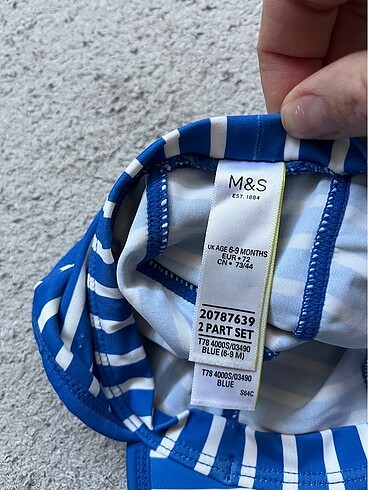 M&S
EST. 1884
UK AGE 6-9 MONTHS
EUR • 72
CN • 73/44
20787639
2 PART SET
T78 4000S/03490
BLUE (6-9 M)
T78 4000S/03490
BLUE
S64C